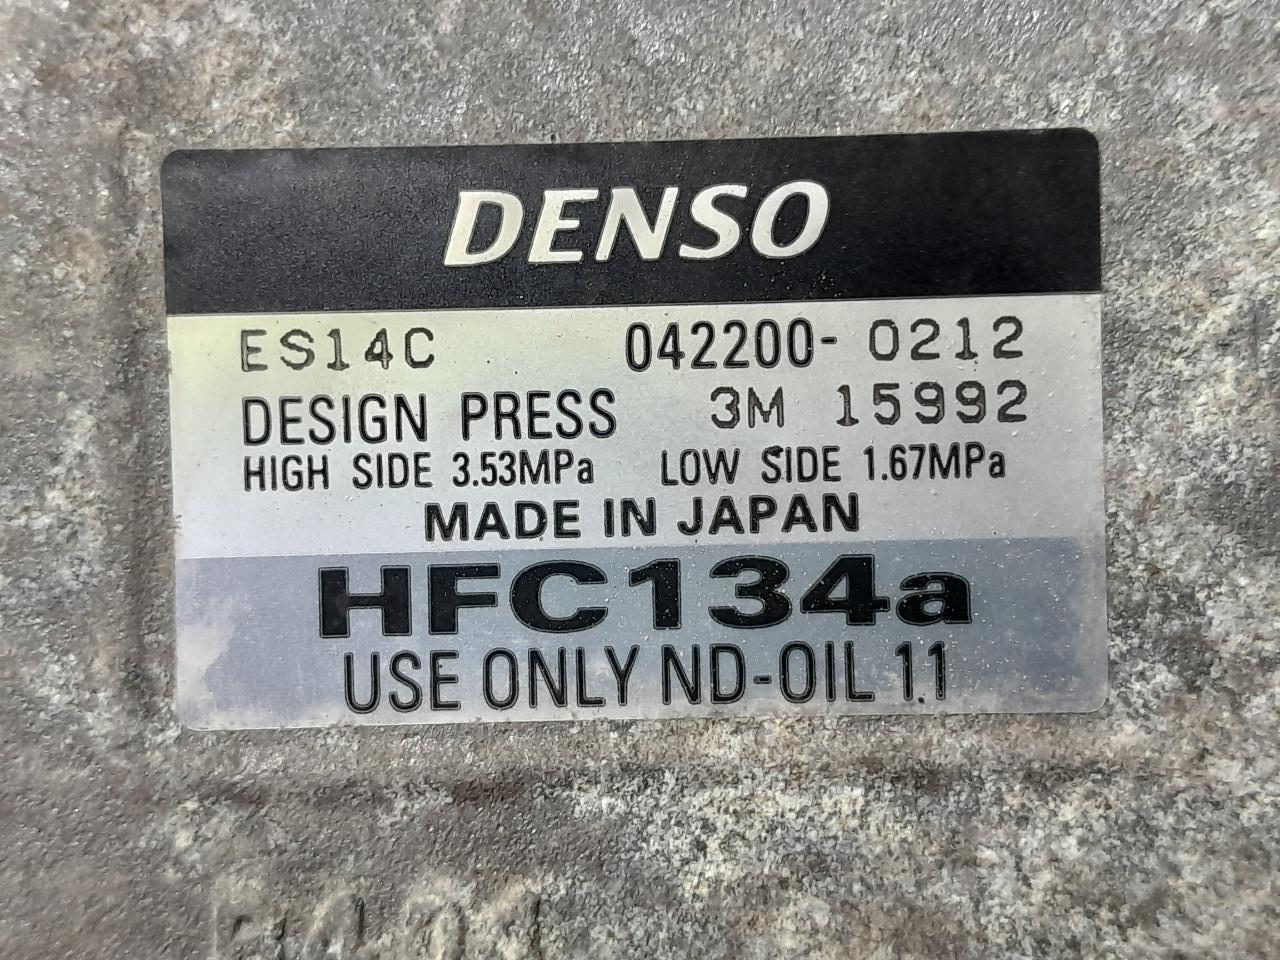 DENSO
ES14C 042200- 0212
DESIGN PRESS 3M 15992
HIGH SIDE 3.53MPa LOW SIDE 1.67MPa
MADE IN JAPAN
HFC134a
USE ONLY ND-OIL 11